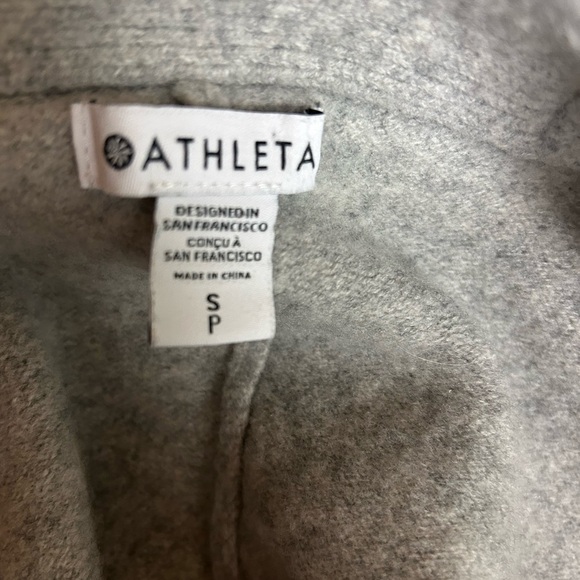 ATHLETA
DESIGNED IN
SAN FRANCISCO
CONÇU À
SAN FRANCISCO
MADE IN CHINA
S
P